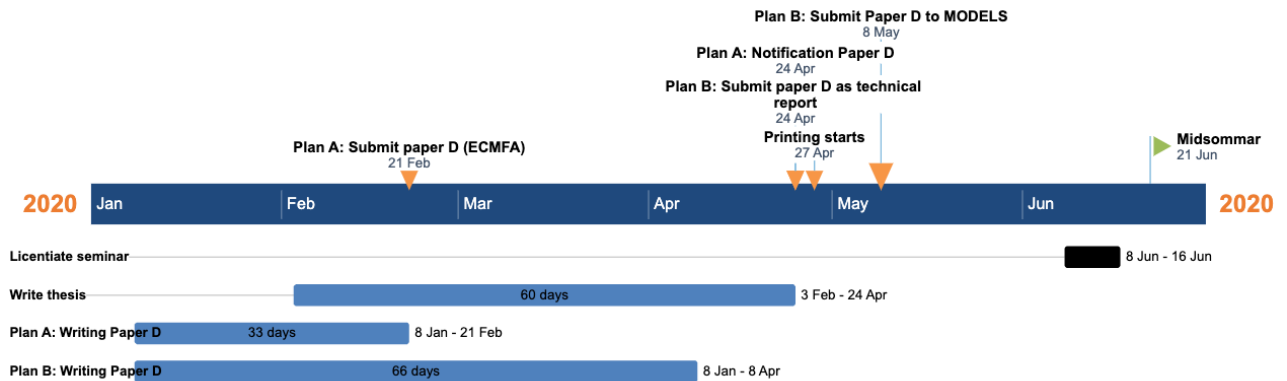 Plan B: Submit Paper D to MODELS
8 May
Plan A: Notification Paper D
24 Apr
Plan B: Submit paper D as technical
report
24 Apr
Printing starts
27 Apr
Plan A: Submit paper D (ECMFA)
21 Feb
Midsommar
21 Jun
2020
Jan
Feb
Mar
Apr
May
Jun
2020
Licentiate seminar
8 Jun - 16 Jun
Write thesis
60 days
3 Feb - 24 Apr
Plan A: Writing Paper D
33 days
8 Jan - 21 Feb
Plan B: Writing Paper D
66 days
8 Jan - 8 Apr